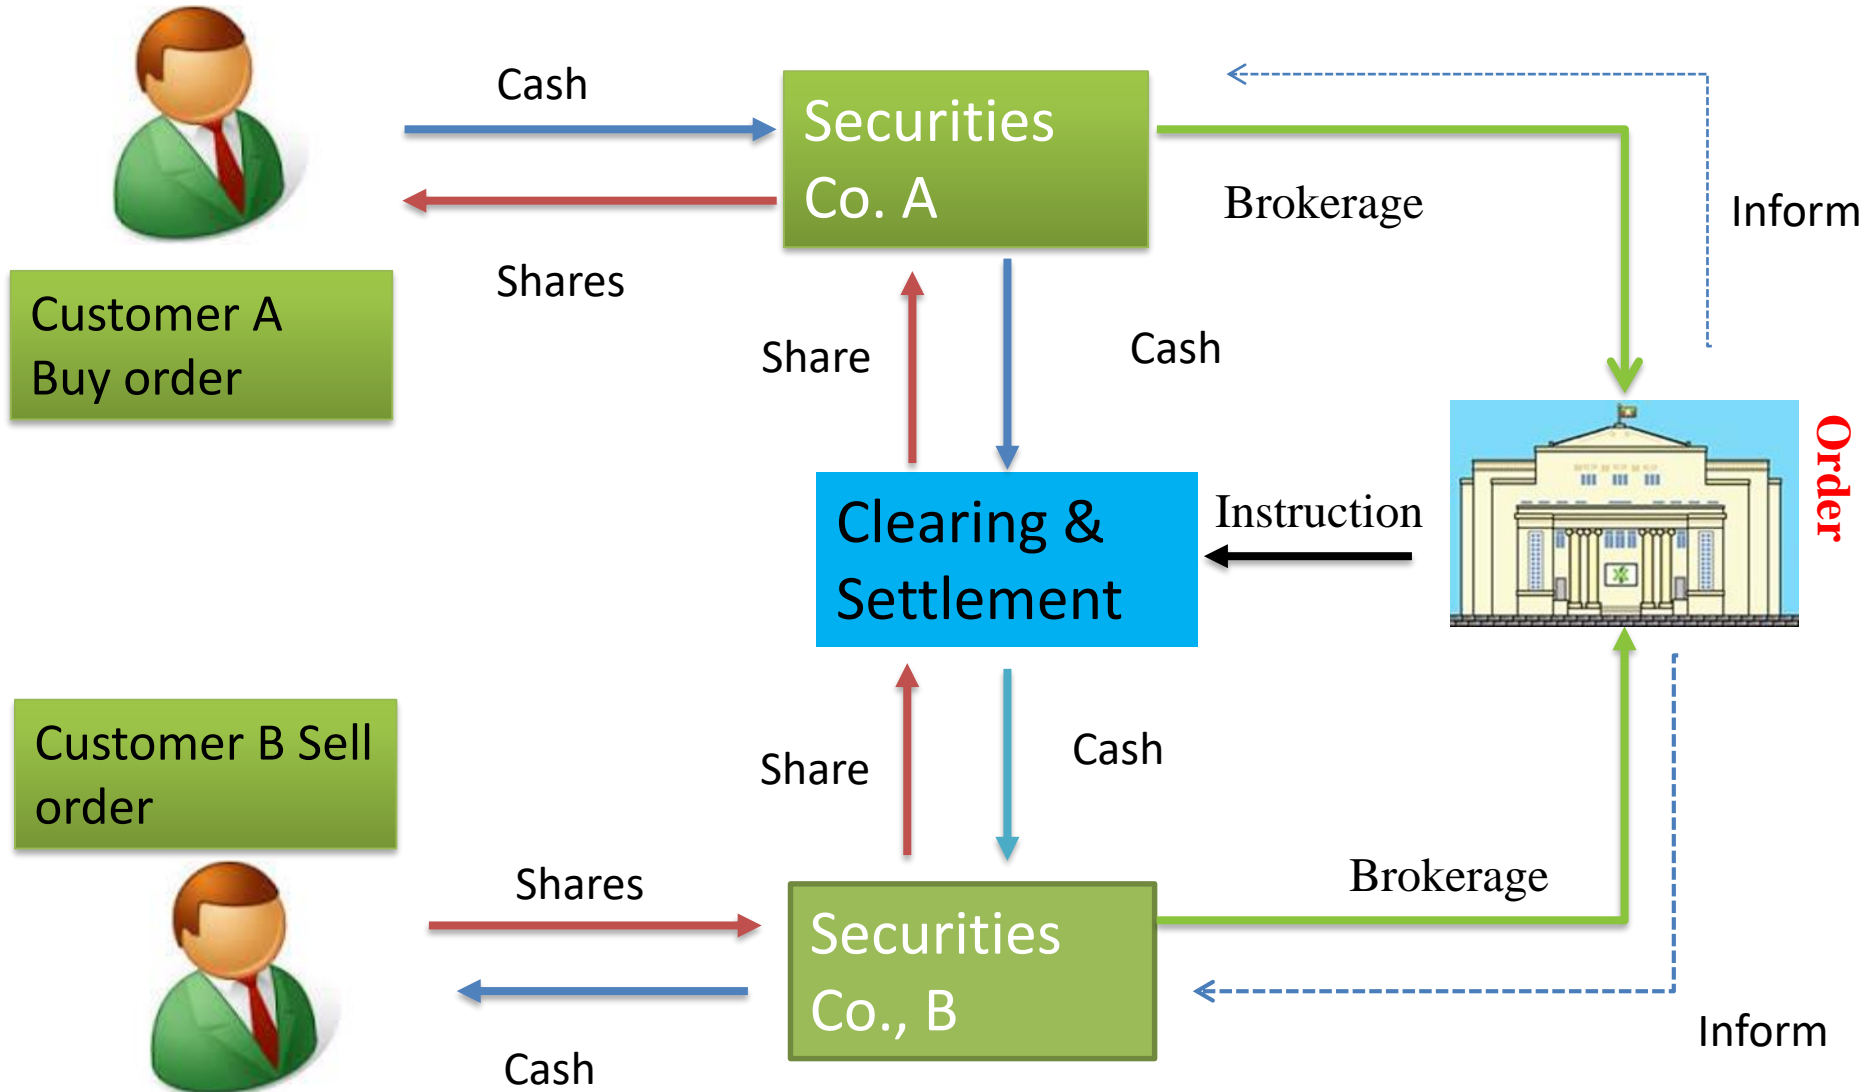 Cash
Securities
Co. A
Brokerage
Inform
Shares
Customer A
Buy order
Share
Cash
Order
Clearing &
Settlement
Instruction
Customer B Sell
order
Share
Cash
Shares
Brokerage
Securities
Co., B
Inform
Cash